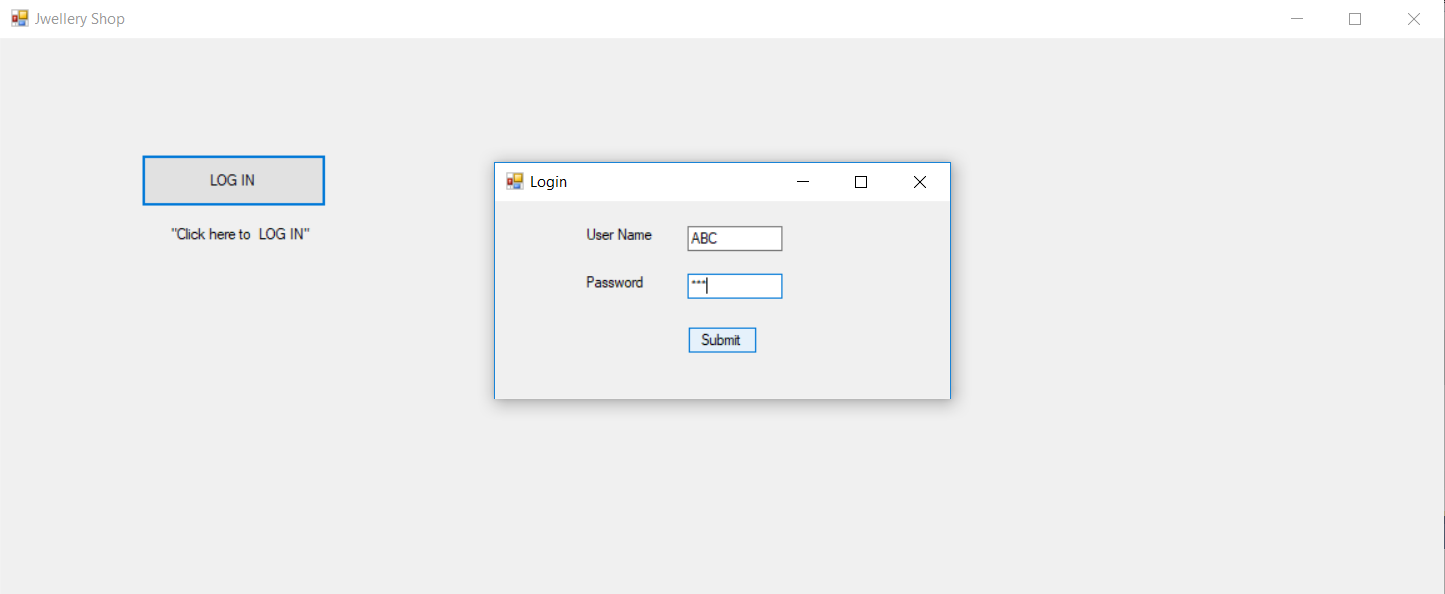 Jwellery Shop
LOG IN
"Click here to  LOG IN"
Login
User Name
ABC
Password
***
Submit